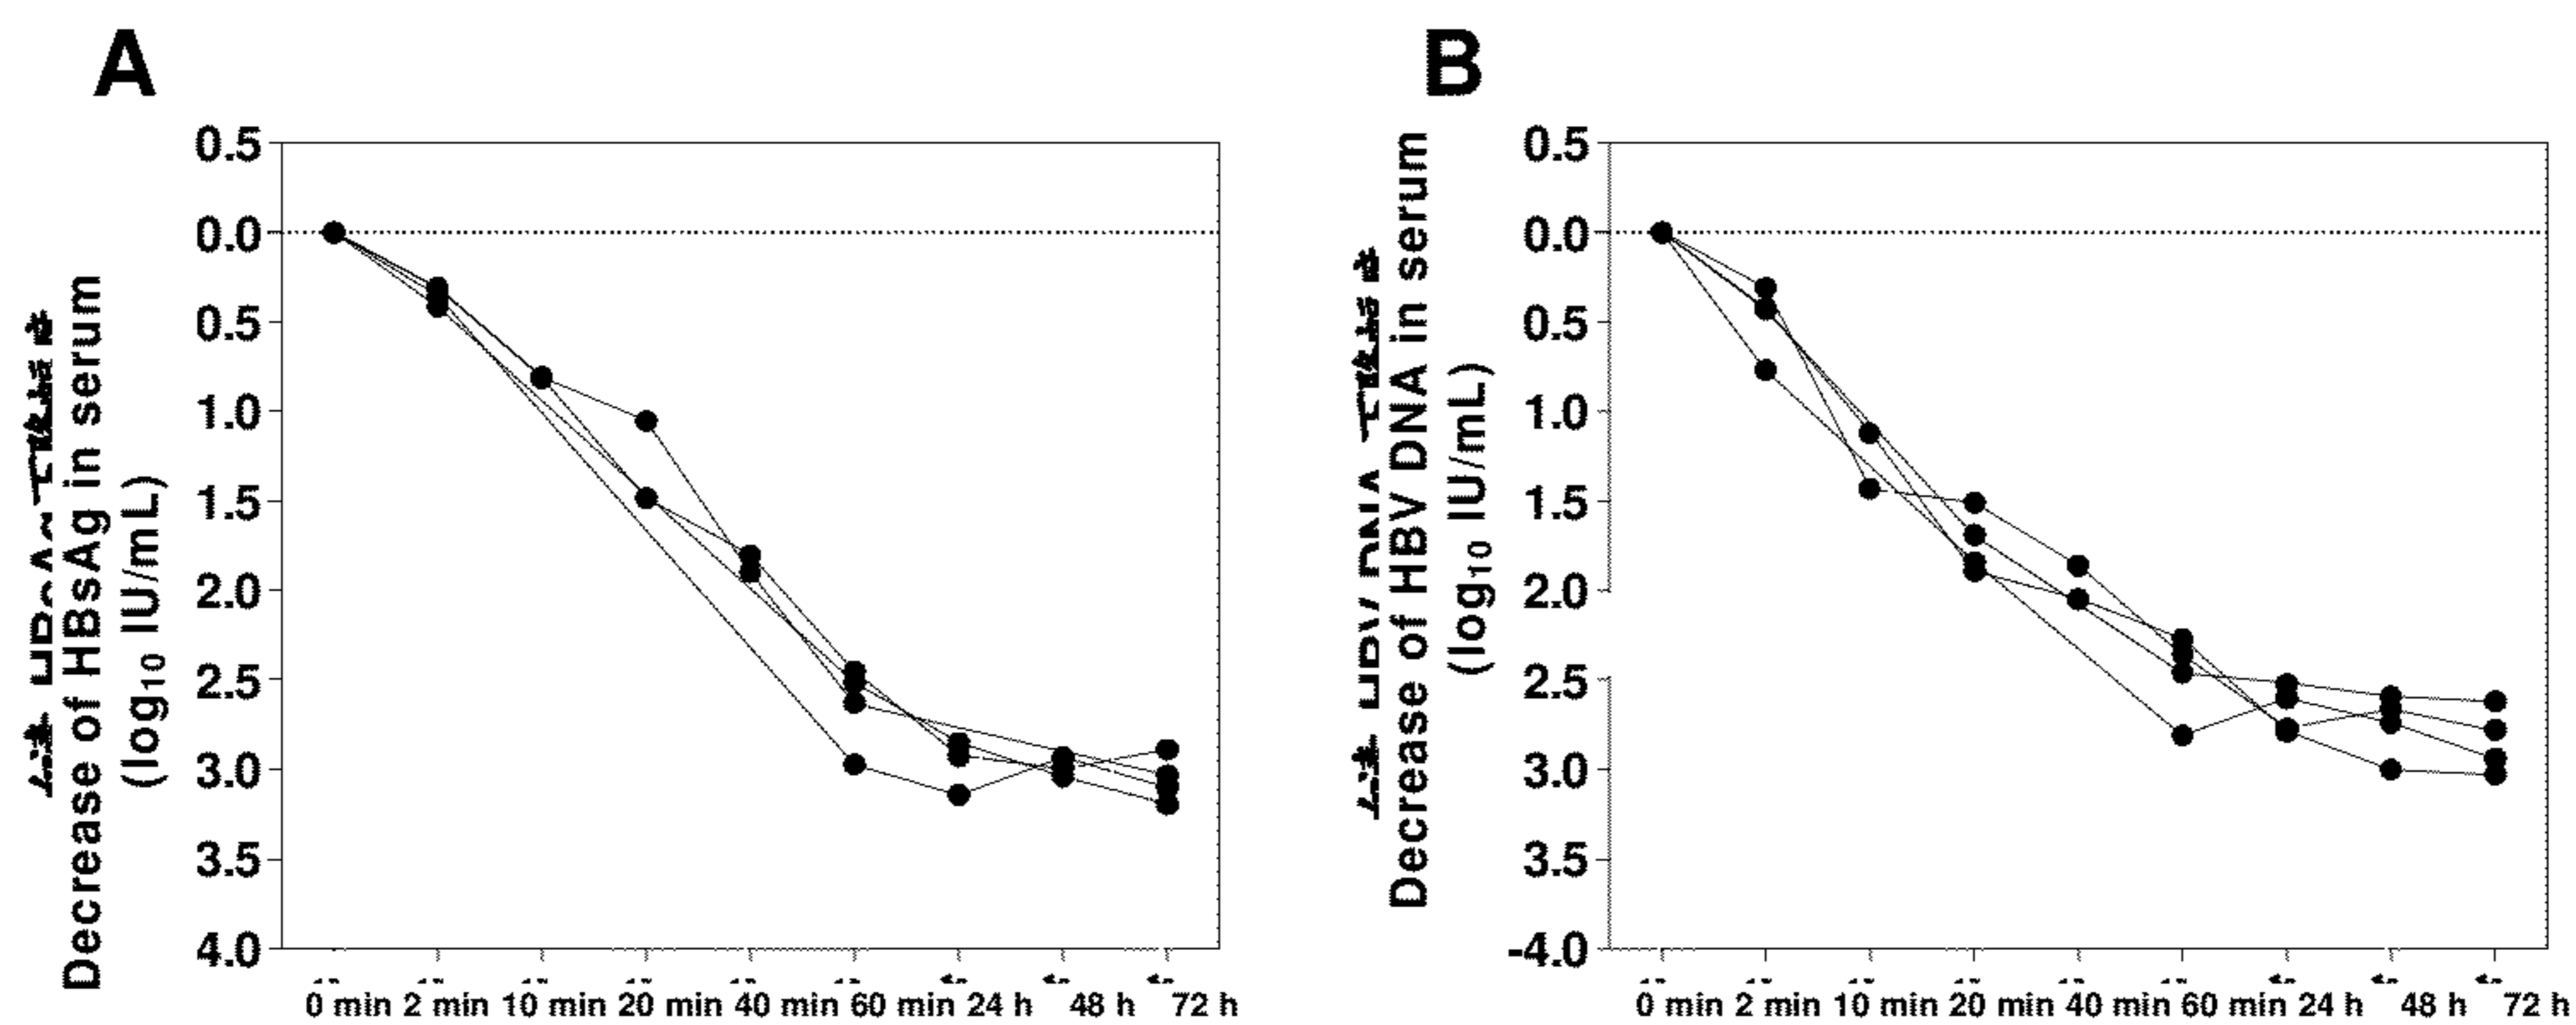 A
0.5
0.0
0.5
1.0
1.5
2.0
2.5
3.0
3.5
4.0
Decrease of HBsAg in serum
(log₁₀ IU/mL)
0 min 2 min 10 min 20 min 40 min 60 min 24 h 48 h 72 h
B
0.5
0.0
0.5
1.0
1.5
2.0
2.5
3.0
3.5
-4.0
Decrease of HBV DNA in serum
(log₁₀ IU/mL)
0 min 2 min 10 min 20 min 40 min 60 min 24 h 48 h 72 h